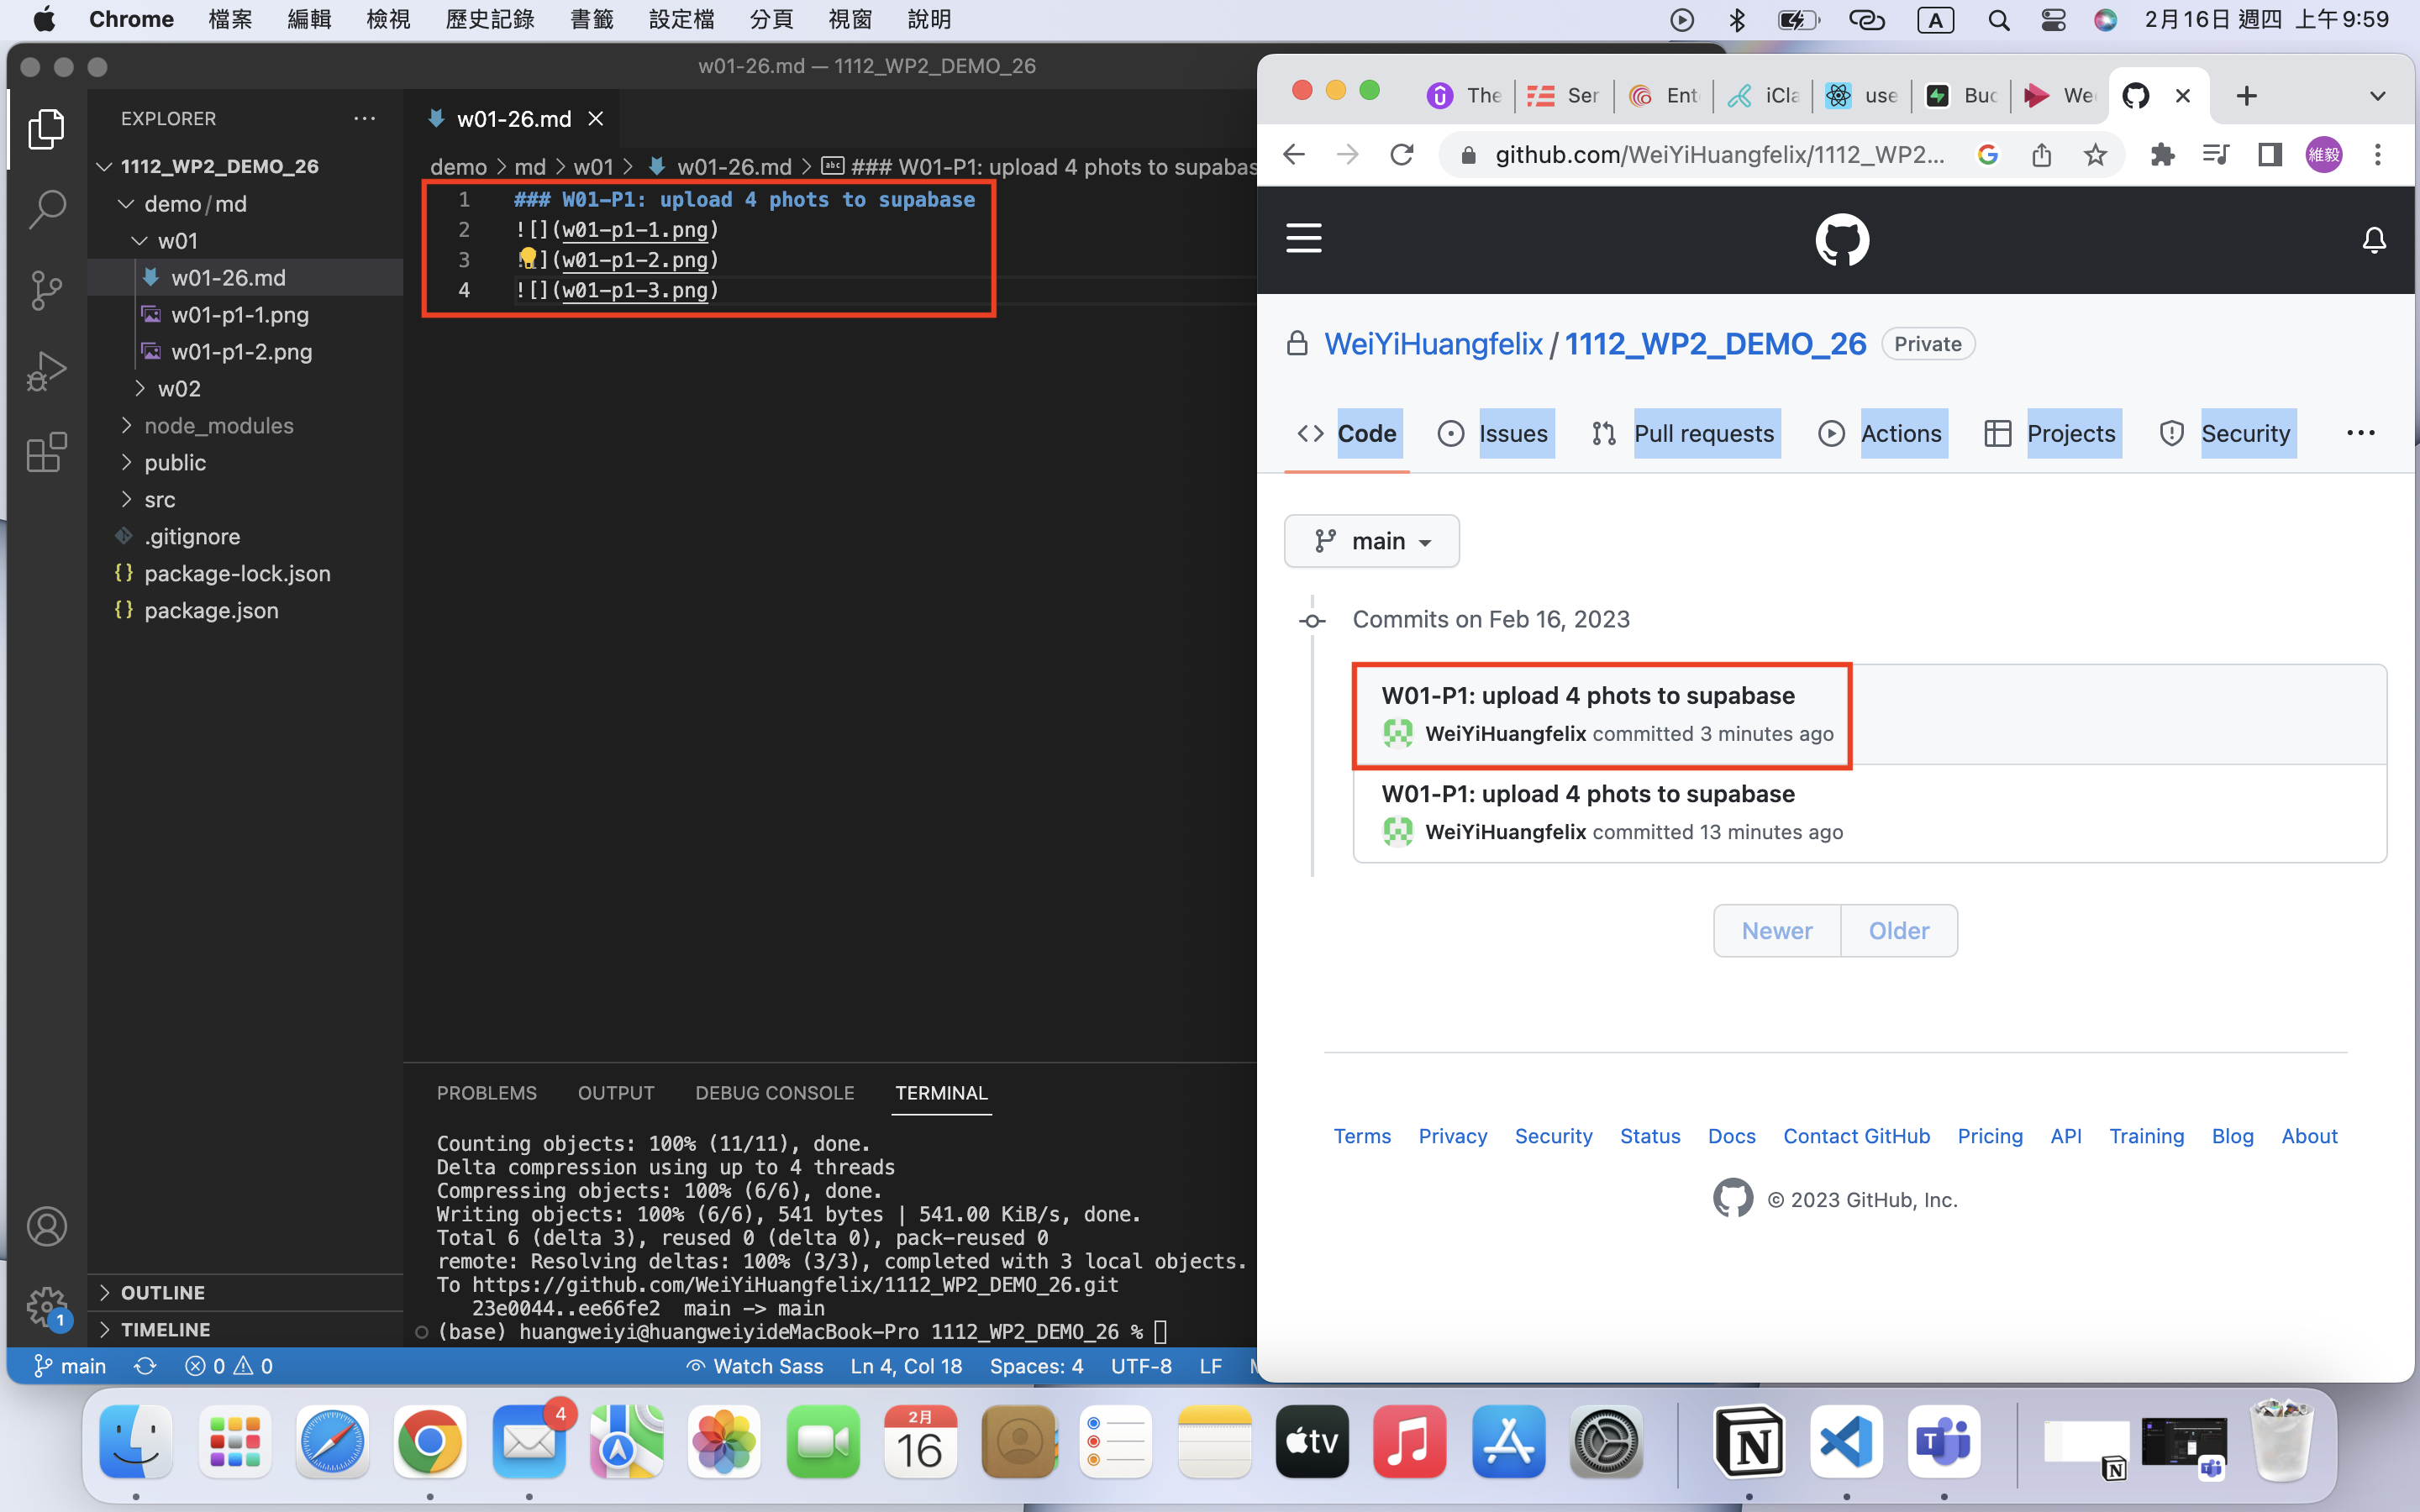 Chrome 檔案 編輯 檢視 歷史記錄 書籤 設定檔 分頁 視窗 說明
A 2月16日 週四 上午9:59
w01-26.md — 1112_WP2_DEMO_26
EXPLORER
1112_WP2_DEMO_26
demo/md
w01
w01-26.md
w01-p1-1.png
w01-p1-2.png
w02
node_modules
public
src
.gitignore
package-lock.json
package.json
OUTLINE
TIMELINE
w01-26.md
demo > md > w01 > w01-26.md > ### W01-P1: upload 4 phots to supabas
1 ### W01-P1: upload 4 phots to supabase
2 ![](w01-p1-1.png)
3 ](w01-p1-2.png)
4 ![](w01-p1-3.png)
PROBLEMS OUTPUT DEBUG CONSOLE TERMINAL
Counting objects: 100% (11/11), done.
Delta compression using up to 4 threads
Compressing objects: 100% (6/6), done.
Writing objects: 100% (6/6), 541 bytes | 541.00 KiB/s, done.
Total 6 (delta 3), reused 0 (delta 0), pack-reused 0
remote: Resolving deltas: 100% (3/3), completed with 3 local objects.
To https://github.com/WeiYiHuangfelix/1112_WP2_DEMO_26.git
23e0044..ee66fe2 main -> main
(base) huangweiyi@huangweiyideMacBook-Pro 1112_WP2_DEMO_26 %
1
main 0 0 Watch Sass Ln 4, Col 18 Spaces: 4 UTF-8 LF
The Ser Ent iCla use Buc We
github.com/WeiYiHuangfelix/1112_WP2... 維毅
WeiYiHuangfelix / 1112_WP2_DEMO_26 Private
Code Issues Pull requests Actions Projects Security
main
Commits on Feb 16, 2023
W01-P1: upload 4 phots to supabase
WeiYiHuangfelix committed 3 minutes ago
W01-P1: upload 4 phots to supabase
WeiYiHuangfelix committed 13 minutes ago
Newer Older
Terms Privacy Security Status Docs Contact GitHub Pricing API Training Blog About
© 2023 GitHub, Inc.
4
2月
16
tv